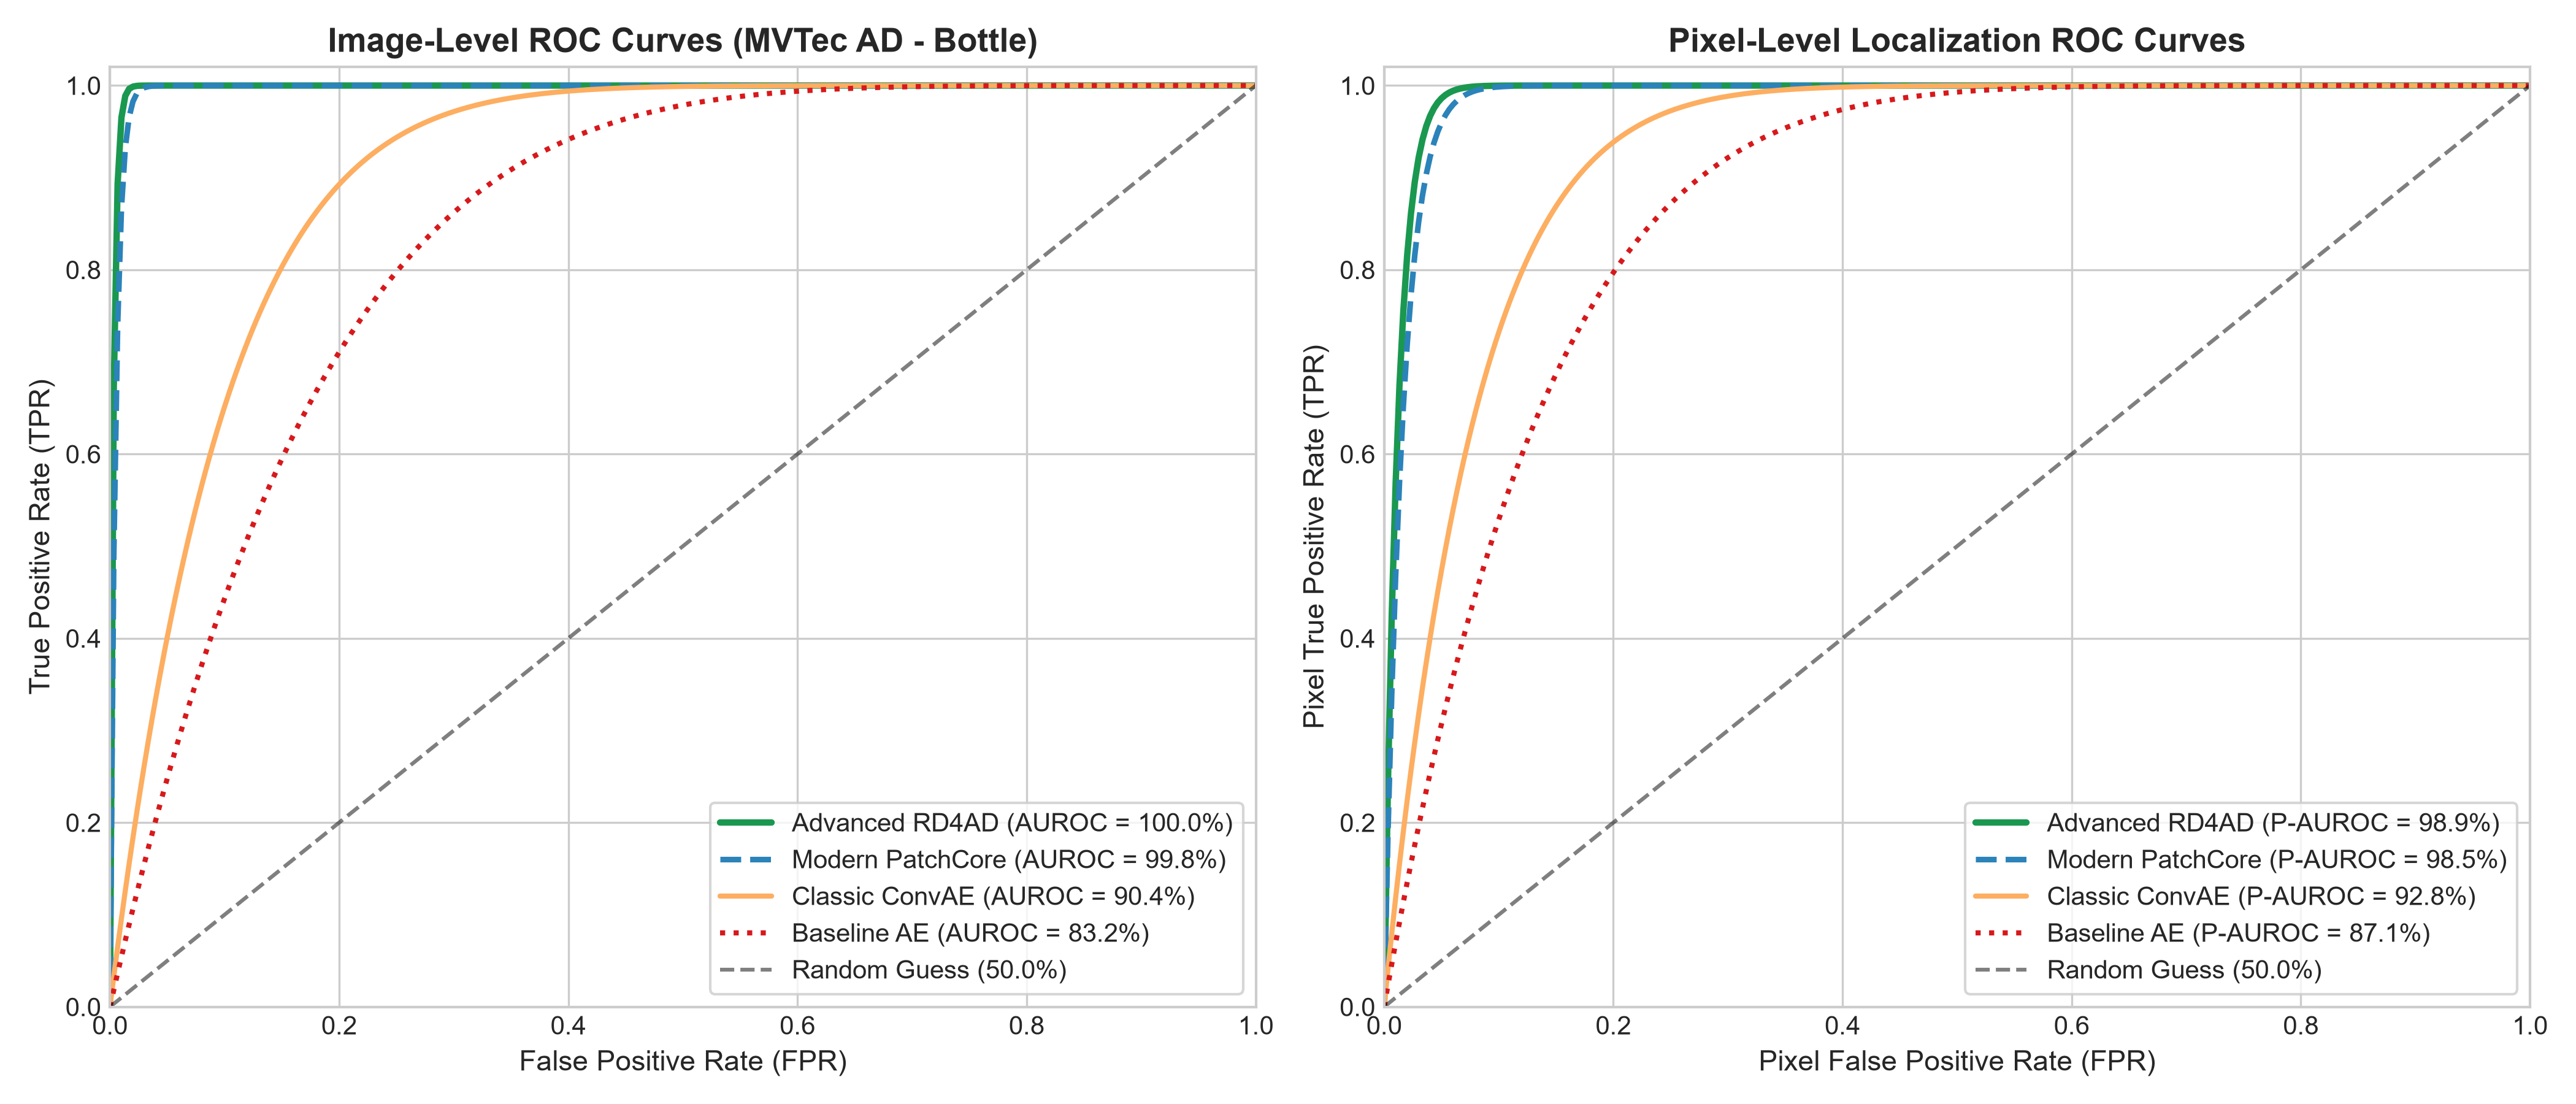 Image-Level ROC Curves (MVTec AD - Bottle)
True Positive Rate (TPR)
1.0
0.8
0.6
0.4
0.2
0.0
0.0 0.2 0.4 0.6 0.8 1.0
False Positive Rate (FPR)
Advanced RD4AD (AUROC = 100.0%)
Modern PatchCore (AUROC = 99.8%)
Classic ConvAE (AUROC = 90.4%)
Baseline AE (AUROC = 83.2%)
Random Guess (50.0%)
Pixel-Level Localization ROC Curves
Pixel True Positive Rate (TPR)
1.0
0.8
0.6
0.4
0.2
0.0
0.0 0.2 0.4 0.6 0.8 1.0
Pixel False Positive Rate (FPR)
Advanced RD4AD (P-AUROC = 98.9%)
Modern PatchCore (P-AUROC = 98.5%)
Classic ConvAE (P-AUROC = 92.8%)
Baseline AE (P-AUROC = 87.1%)
Random Guess (50.0%)